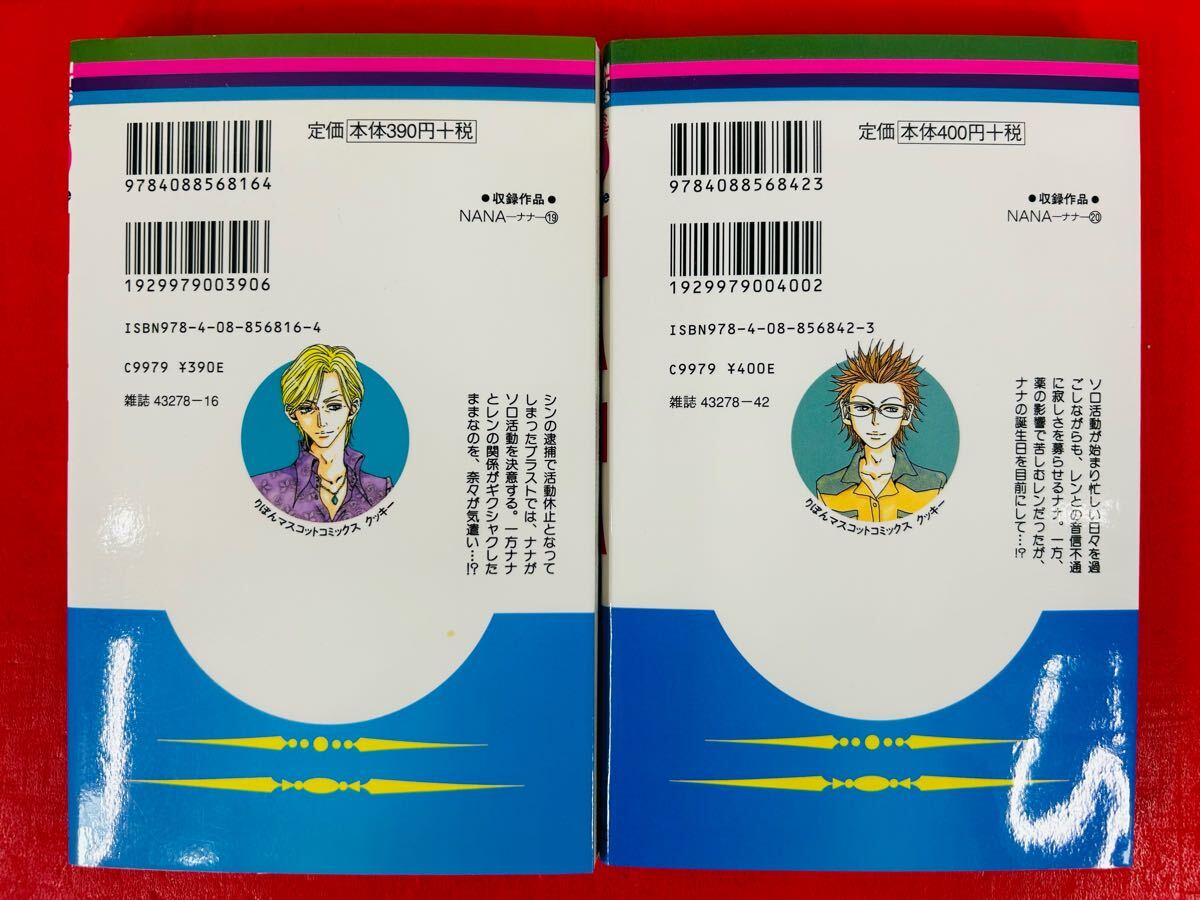 定価 本体390円+税
9784088568164
●収録作品●
NANA―ナナ―⑲
1929979003906
ISBN978-4-08-856816-4
C9979 ¥390E
雑誌 43278-16
りぼんマスコットコミックス クッキー
シンの逮捕で活動休止となって
しまったブラストでは、ナナが
ソロ活動を決意する。一方ナナ
とレンの関係がギクシャクした
ままなのを、奈々が気遣い…!?
定価 本体400円+税
9784088568423
●収録作品●
NANA―ナナ―⑳
1929979004002
ISBN978-4-08-856842-3
C9979 ¥400E
雑誌 43278-42
りぼんマスコットコミックス クッキー
ソロ活動が始まり忙しい日々を過
ごしながらも、レンとの音信不通
に寂しさを募らせるナナ。一方、
薬の影響で苦しむレンだったが、
ナナの誕生日を目前にして…!?